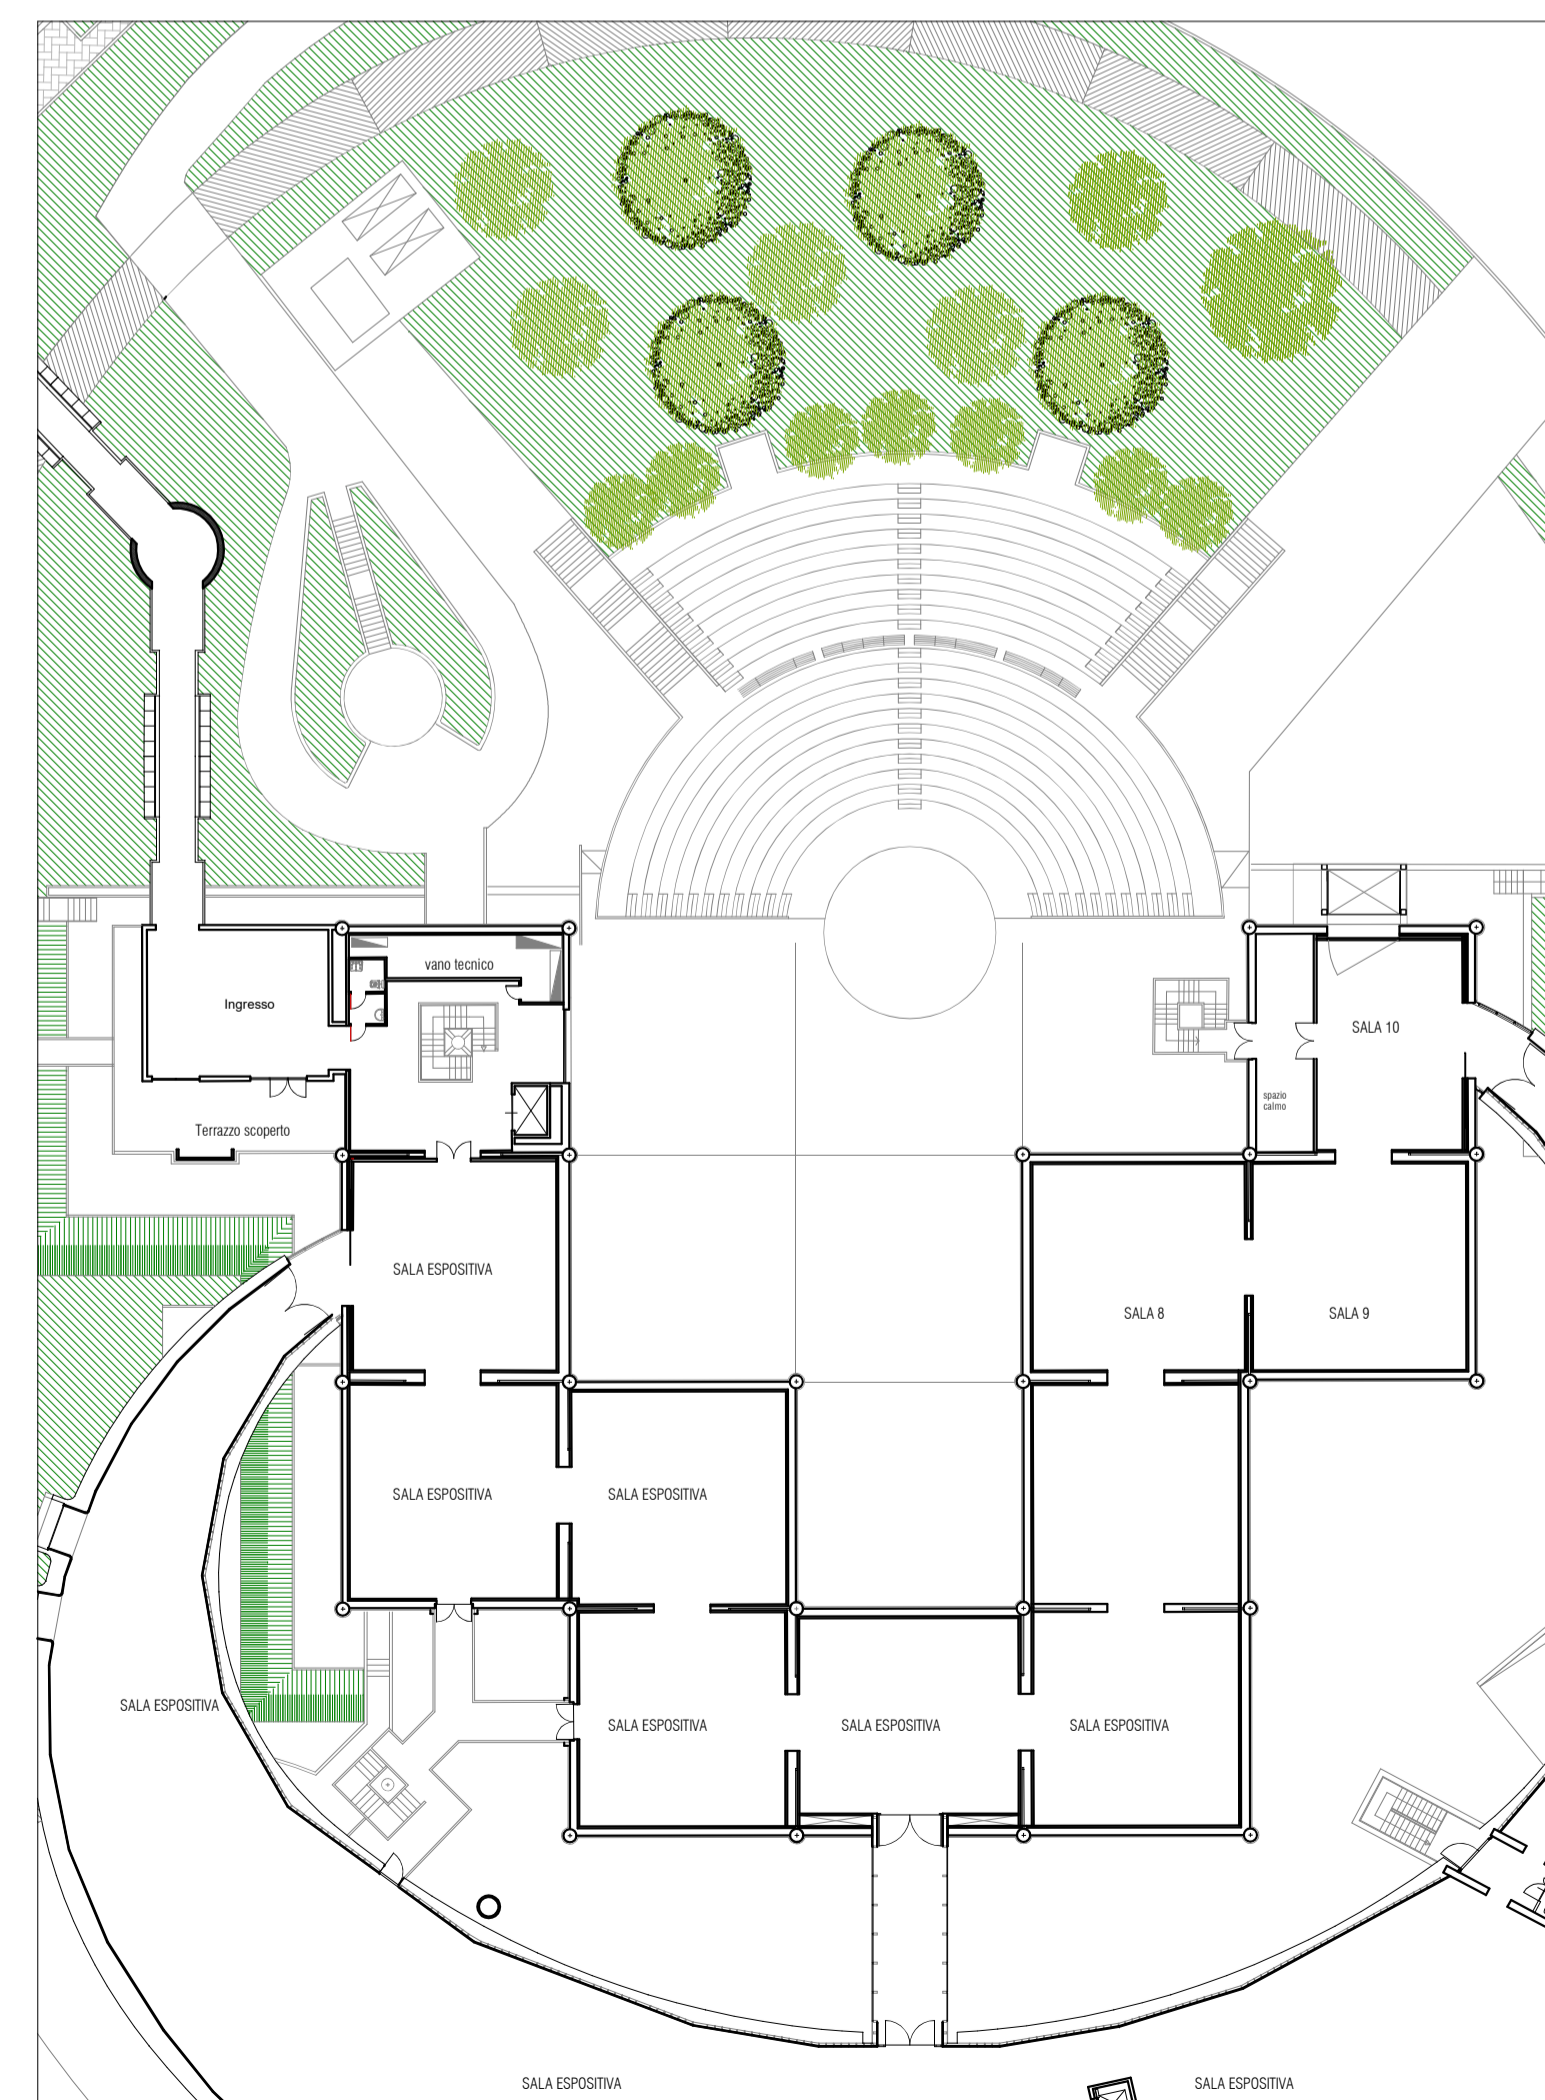 vano tecnico
Ingresso
SALA 10
spazio
calmo
Terrazzo scoperto
SALA ESPOSITIVA
SALA 8
SALA 9
SALA ESPOSITIVA
SALA ESPOSITIVA
SALA ESPOSITIVA
SALA ESPOSITIVA
SALA ESPOSITIVA
SALA ESPOSITIVA
SALA ESPOSITIVA
SALA ESPOSITIVA